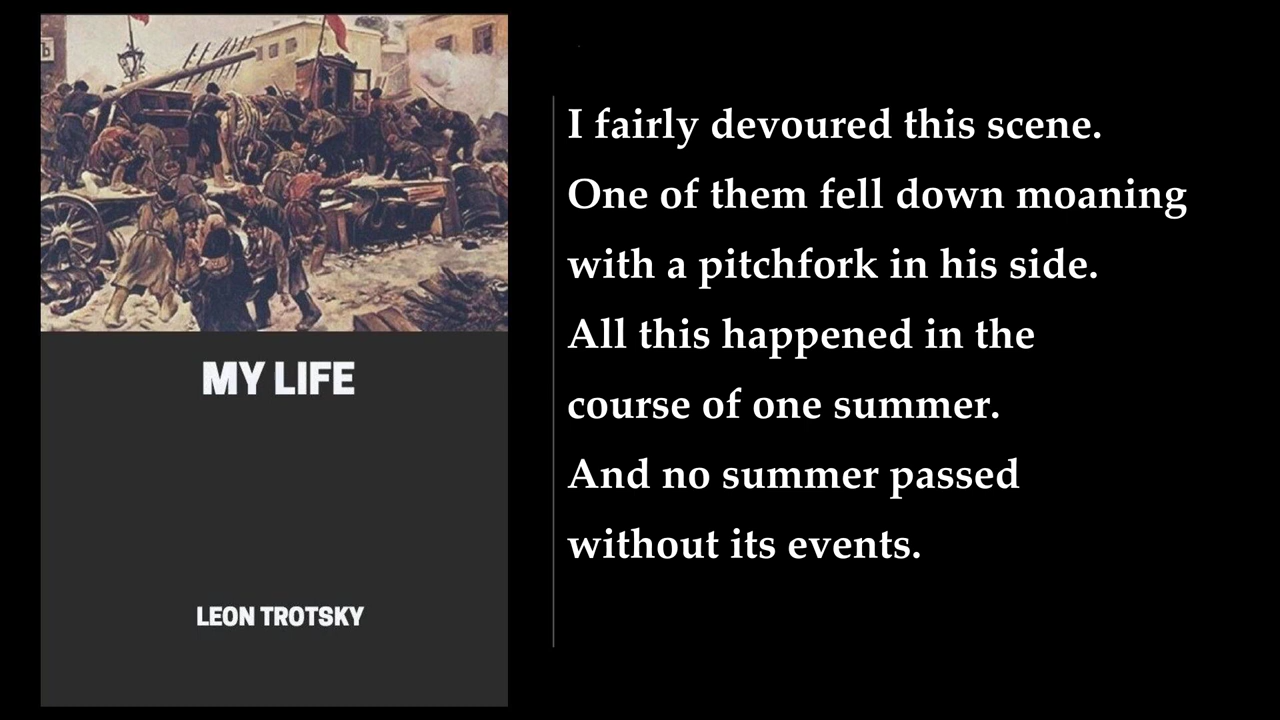 MY LIFE
LEON TROTSKY
I fairly devoured this scene.
One of them fell down moaning
with a pitchfork in his side.
All this happened in the
course of one summer.
And no summer passed
without its events.